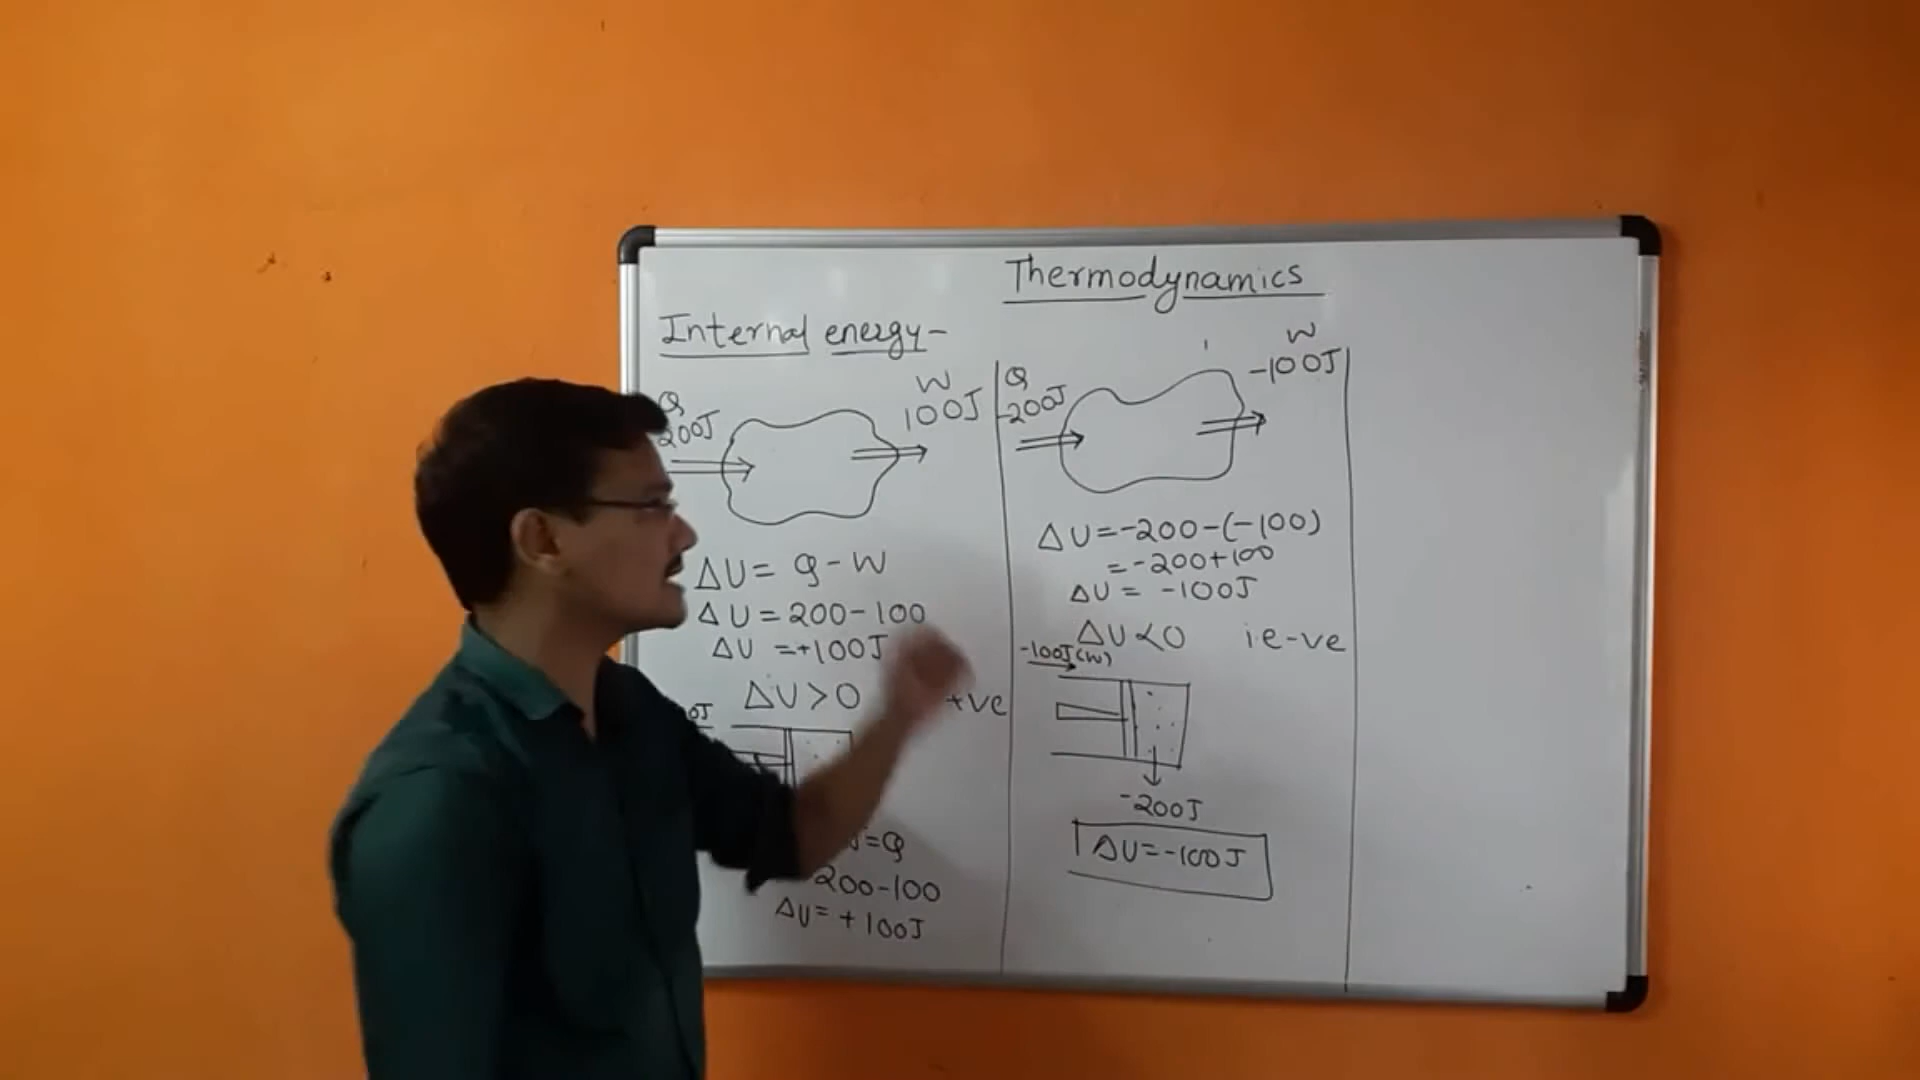 Thermodynamics
Internal energy-
Q
200J
W
100J
ΔU= Q-W
ΔU=200-100
ΔU =+100J
ΔU>0
+ve
=Q
200-100
ΔU= +100J
Q
-200J
W
-100J
ΔU=-200-(-100)
=-200+100
ΔU= -100J
ΔU<0 i.e-ve
-100J(W)
-200J
ΔU=-100J